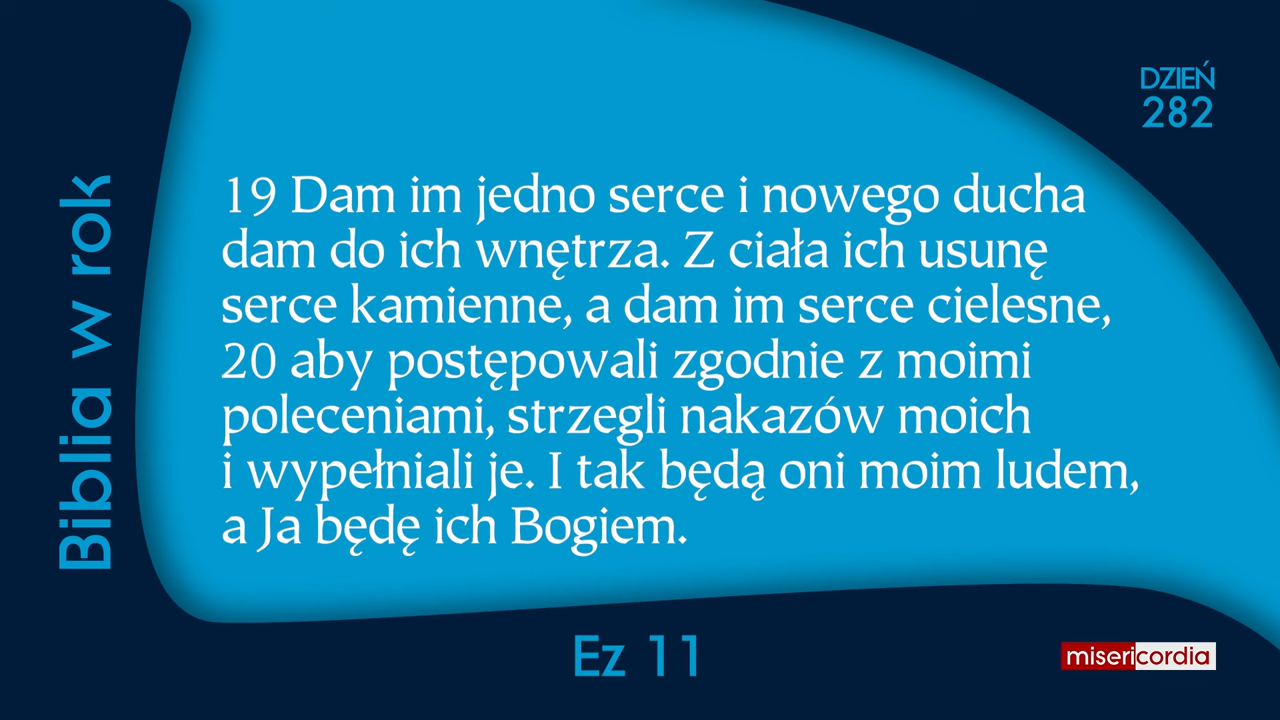 DZIEŃ
282
Biblia w rok
19 Dam im jedno serce i nowego ducha
dam do ich wnętrza. Z ciała ich usunę
serce kamienne, a dam im serce cielesne,
20 aby postępowali zgodnie z moimi
poleceniami, strzegli nakazów moich
i wypełniali je. I tak będą oni moim ludem,
a Ja będę ich Bogiem.
Ez 11
misericordia